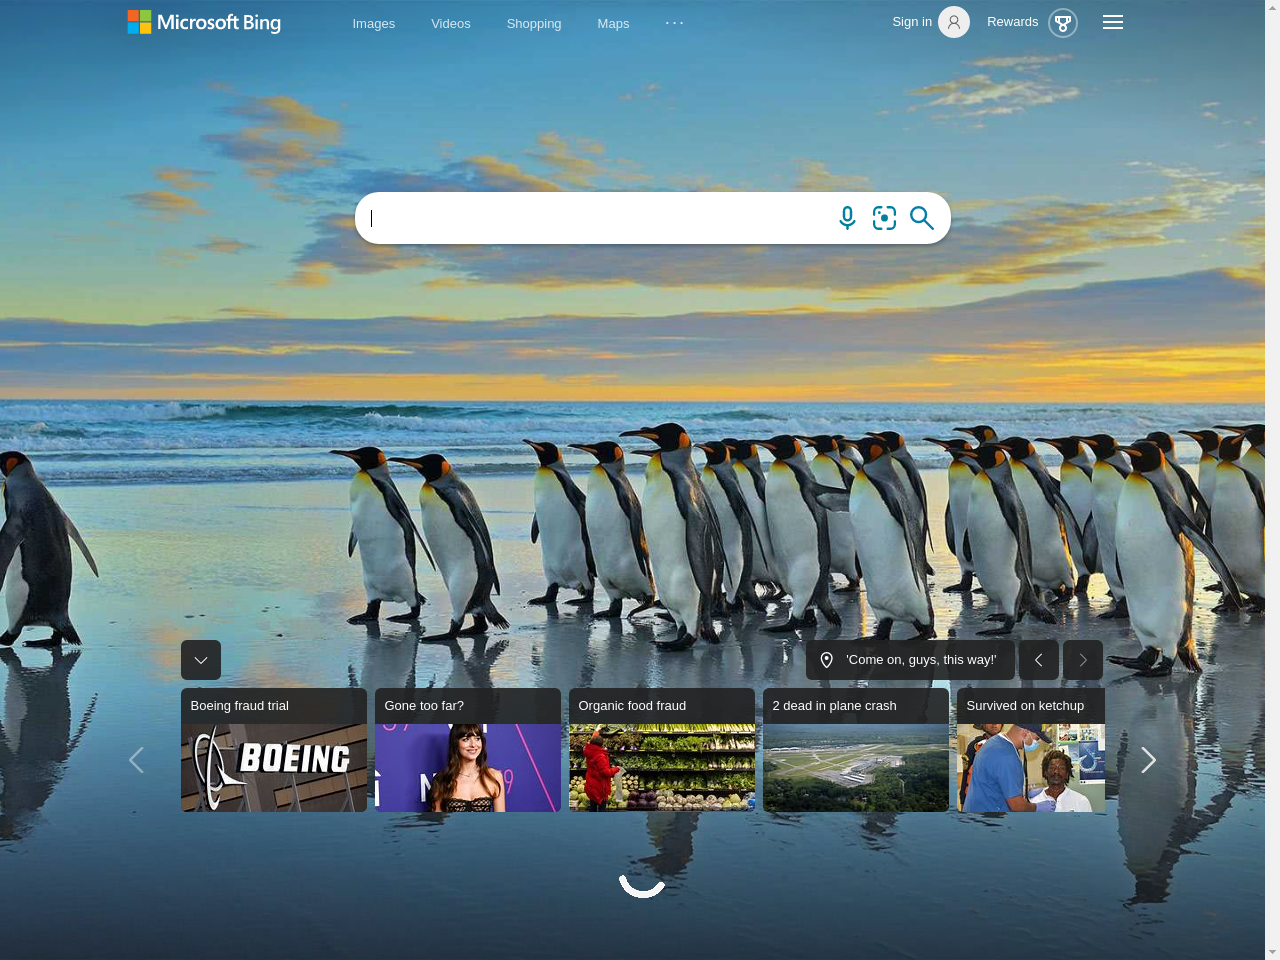 Microsoft Bing
Images
Videos
Shopping
Maps
Sign in
Rewards
'Come on, guys, this way!'
Boeing fraud trial
Gone too far?
Organic food fraud
2 dead in plane crash
Survived on ketchup
BOEING